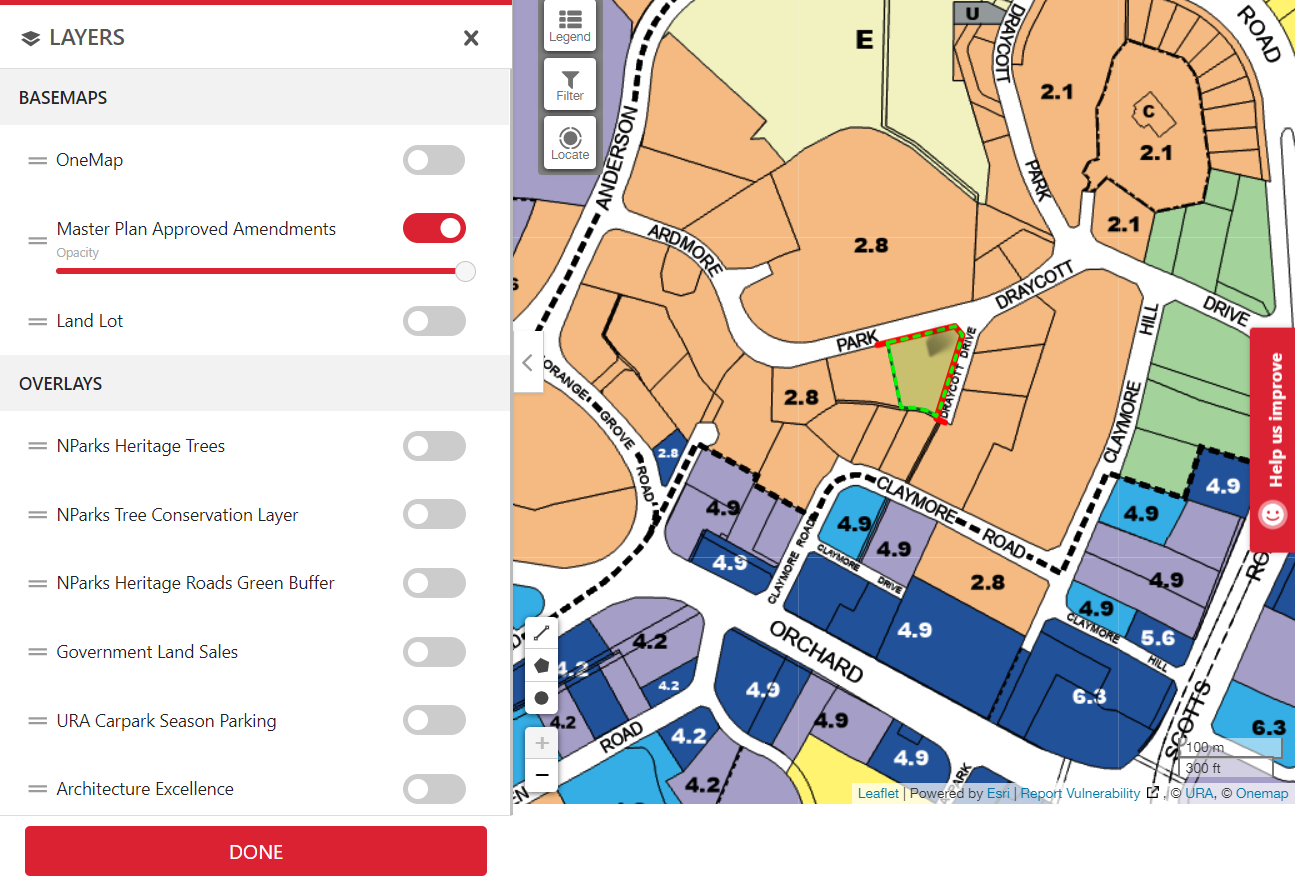 LAYERS
BASEMAPS
OneMap
Master Plan Approved Amendments
Opacity
Land Lot
OVERLAYS
NParks Heritage Trees
NParks Tree Conservation Layer
NParks Heritage Roads Green Buffer
Government Land Sales
URA Carpark Season Parking
Architecture Excellence
DONE
Legend
Filter
Locate
E
U
DRAYCOTT
PARK
ROAD
2.1
C
2.1
2.1
ANDERSON
ARDMORE
PARK
2.8
DRAYCOTT
DRIVE
DRAYCOTT DRIVE
HILL
CLAYMORE
ORANGE GROVE ROAD
2.8
2.8
4.9
4.9
CLAYMORE ROAD
4.9
CLAYMORE DRIVE
4.9
CLAYMORE ROAD
2.8
4.9
4.9
4.9
4.9
4.9
CLAYMORE HILL
5.6
6.3
6.3
ORCHARD
SCOTTS
RO
4.2
4.2
4.2
4.2
ROAD
4.2
4.2
4.9
4.9
4.9
PARK
EN
Help us improve
100 m
300 ft
+
−
Leaflet | Powered by Esri | Report Vulnerability , © URA, © Onemap